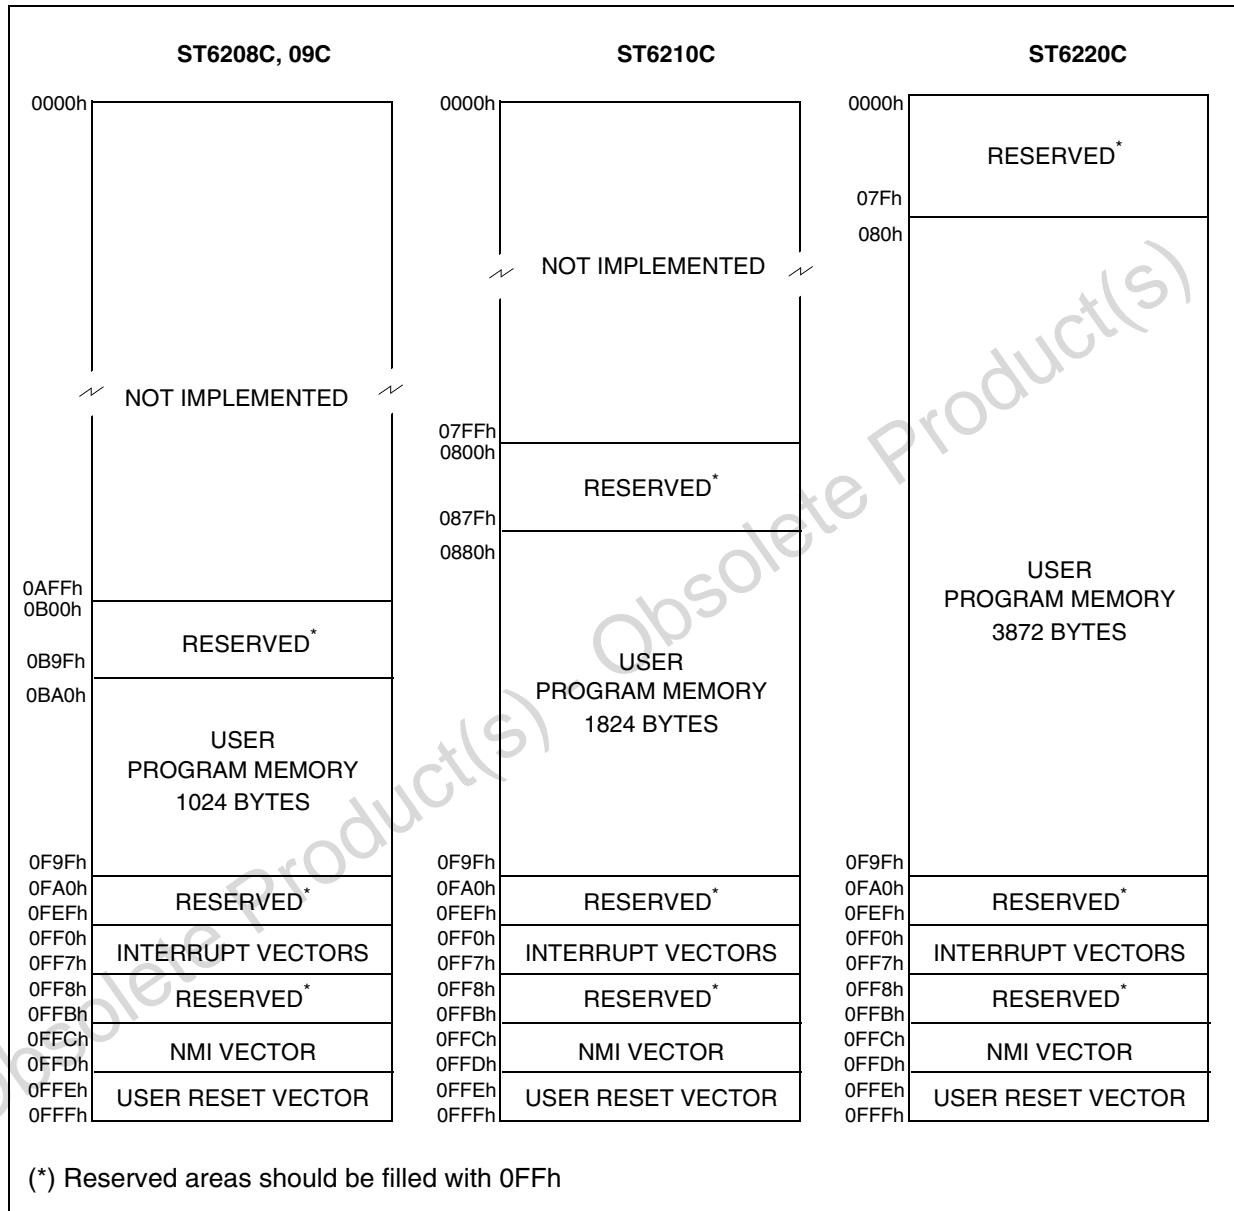 ST6208C, 09C
0000h
NOT IMPLEMENTED
0AFFh
0B00h
RESERVED*
0B9Fh
0BA0h
USER
PROGRAM MEMORY
1024 BYTES
0F9Fh
0FA0h
RESERVED*
0FEFh
0FF0h
INTERRUPT VECTORS
0FF7h
0FF8h
RESERVED*
0FFBh
0FFCh
NMI VECTOR
0FFDh
0FFEh
USER RESET VECTOR
0FFFh
ST6210C
0000h
NOT IMPLEMENTED
07FFh
0800h
RESERVED*
087Fh
0880h
USER
PROGRAM MEMORY
1824 BYTES
0F9Fh
0FA0h
RESERVED*
0FEFh
0FF0h
INTERRUPT VECTORS
0FF7h
0FF8h
RESERVED*
0FFBh
0FFCh
NMI VECTOR
0FFDh
0FFEh
USER RESET VECTOR
0FFFh
ST6220C
0000h
RESERVED*
07Fh
080h
USER
PROGRAM MEMORY
3872 BYTES
0F9Fh
0FA0h
RESERVED*
0FEFh
0FF0h
INTERRUPT VECTORS
0FF7h
0FF8h
RESERVED*
0FFBh
0FFCh
NMI VECTOR
0FFDh
0FFEh
USER RESET VECTOR
0FFFh
(*) Reserved areas should be filled with 0FFh
Obsolete Product(s) - Obsolete Product(s)